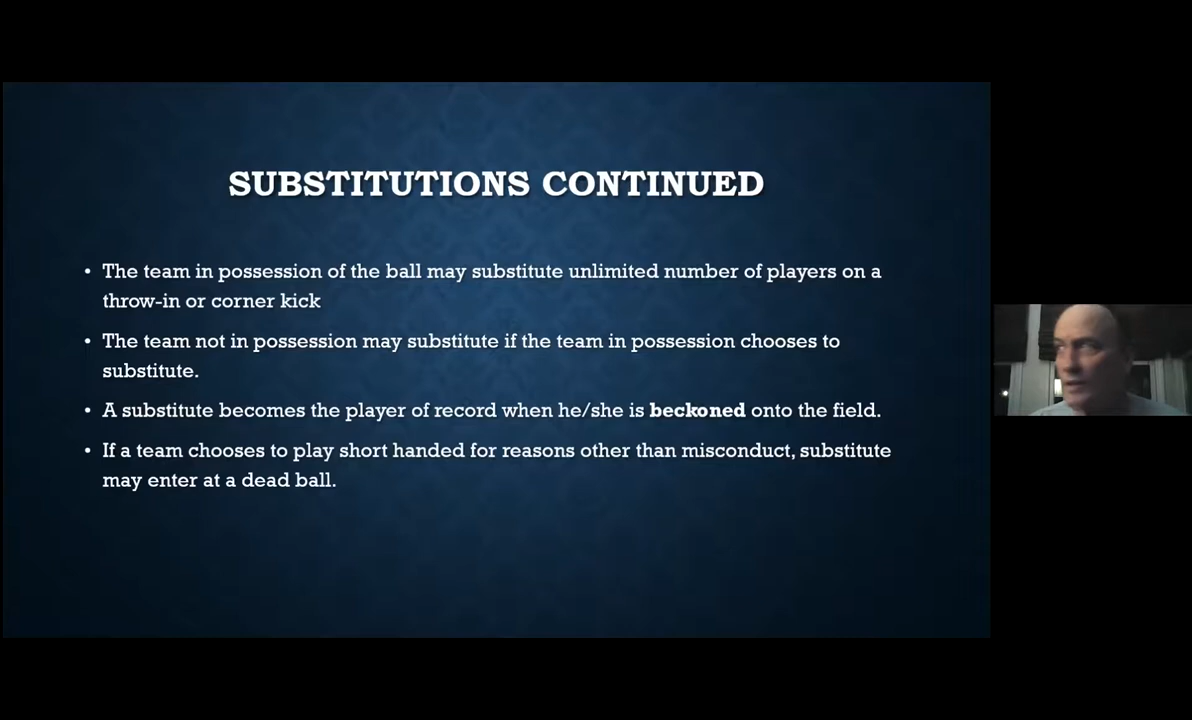 SUBSTITUTIONS CONTINUED
• The team in possession of the ball may substitute unlimited number of players on a
throw-in or corner kick
• The team not in possession may substitute if the team in possession chooses to
substitute.
• A substitute becomes the player of record when he/she is beckoned onto the field.
• If a team chooses to play short handed for reasons other than misconduct, substitute
may enter at a dead ball.